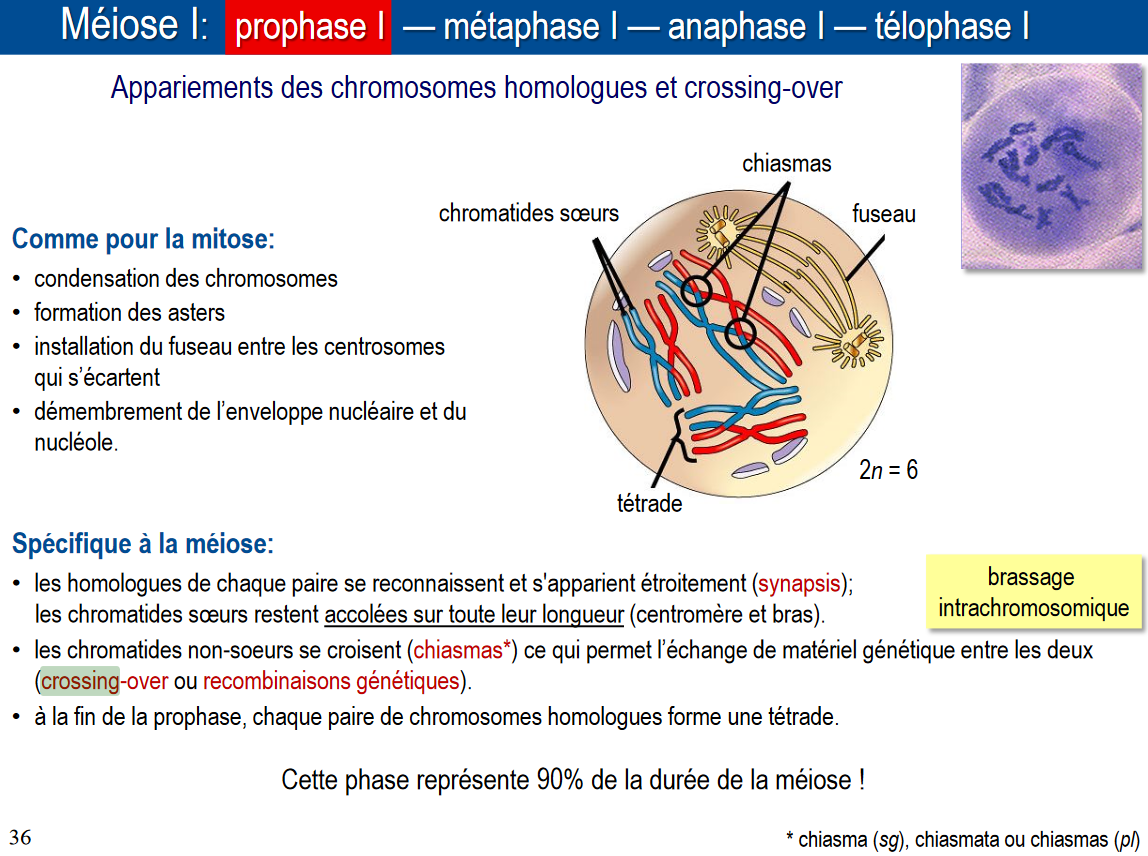 Méiose I: prophase I — métaphase I — anaphase I — télophase I
Appariements des chromosomes homologues et crossing-over
chiasmas
chromatides sœurs
fuseau
Comme pour la mitose:
• condensation des chromosomes
• formation des asters
• installation du fuseau entre les centrosomes
qui s’écartent
• démembrement de l’enveloppe nucléaire et du
nucléole.
2n = 6
tétrade
Spécifique à la méiose:
• les homologues de chaque paire se reconnaissent et s'apparient étroitement (synapsis);
les chromatides sœurs restent accolées sur toute leur longueur (centromère et bras).
brassage
intrachromosomique
• les chromatides non-soeurs se croisent (chiasmas*) ce qui permet l’échange de matériel génétique entre les deux
(crossing-over ou recombinaisons génétiques).
• à la fin de la prophase, chaque paire de chromosomes homologues forme une tétrade.
Cette phase représente 90% de la durée de la méiose !
36
* chiasma (sg), chiasmata ou chiasmas (pl)